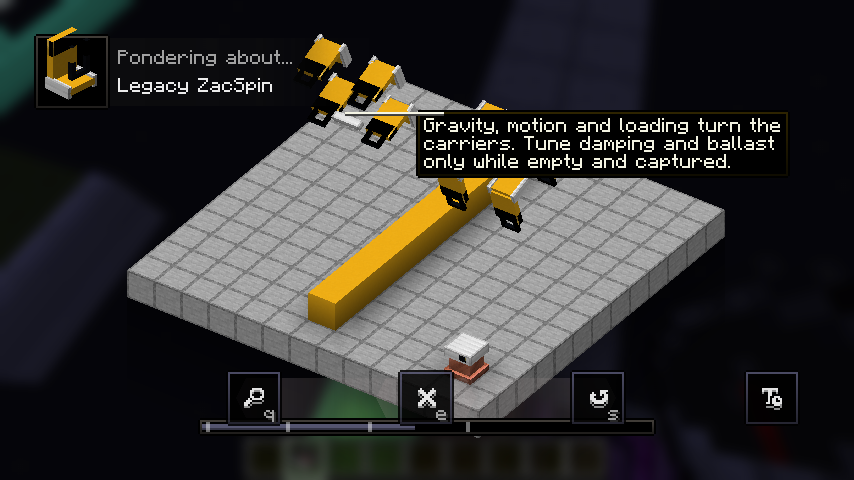 Pondering about...
Legacy ZacSpin
Gravity, motion and loading turn the
carriers. Tune damping and ballast
only while empty and captured.
q
e
s
T